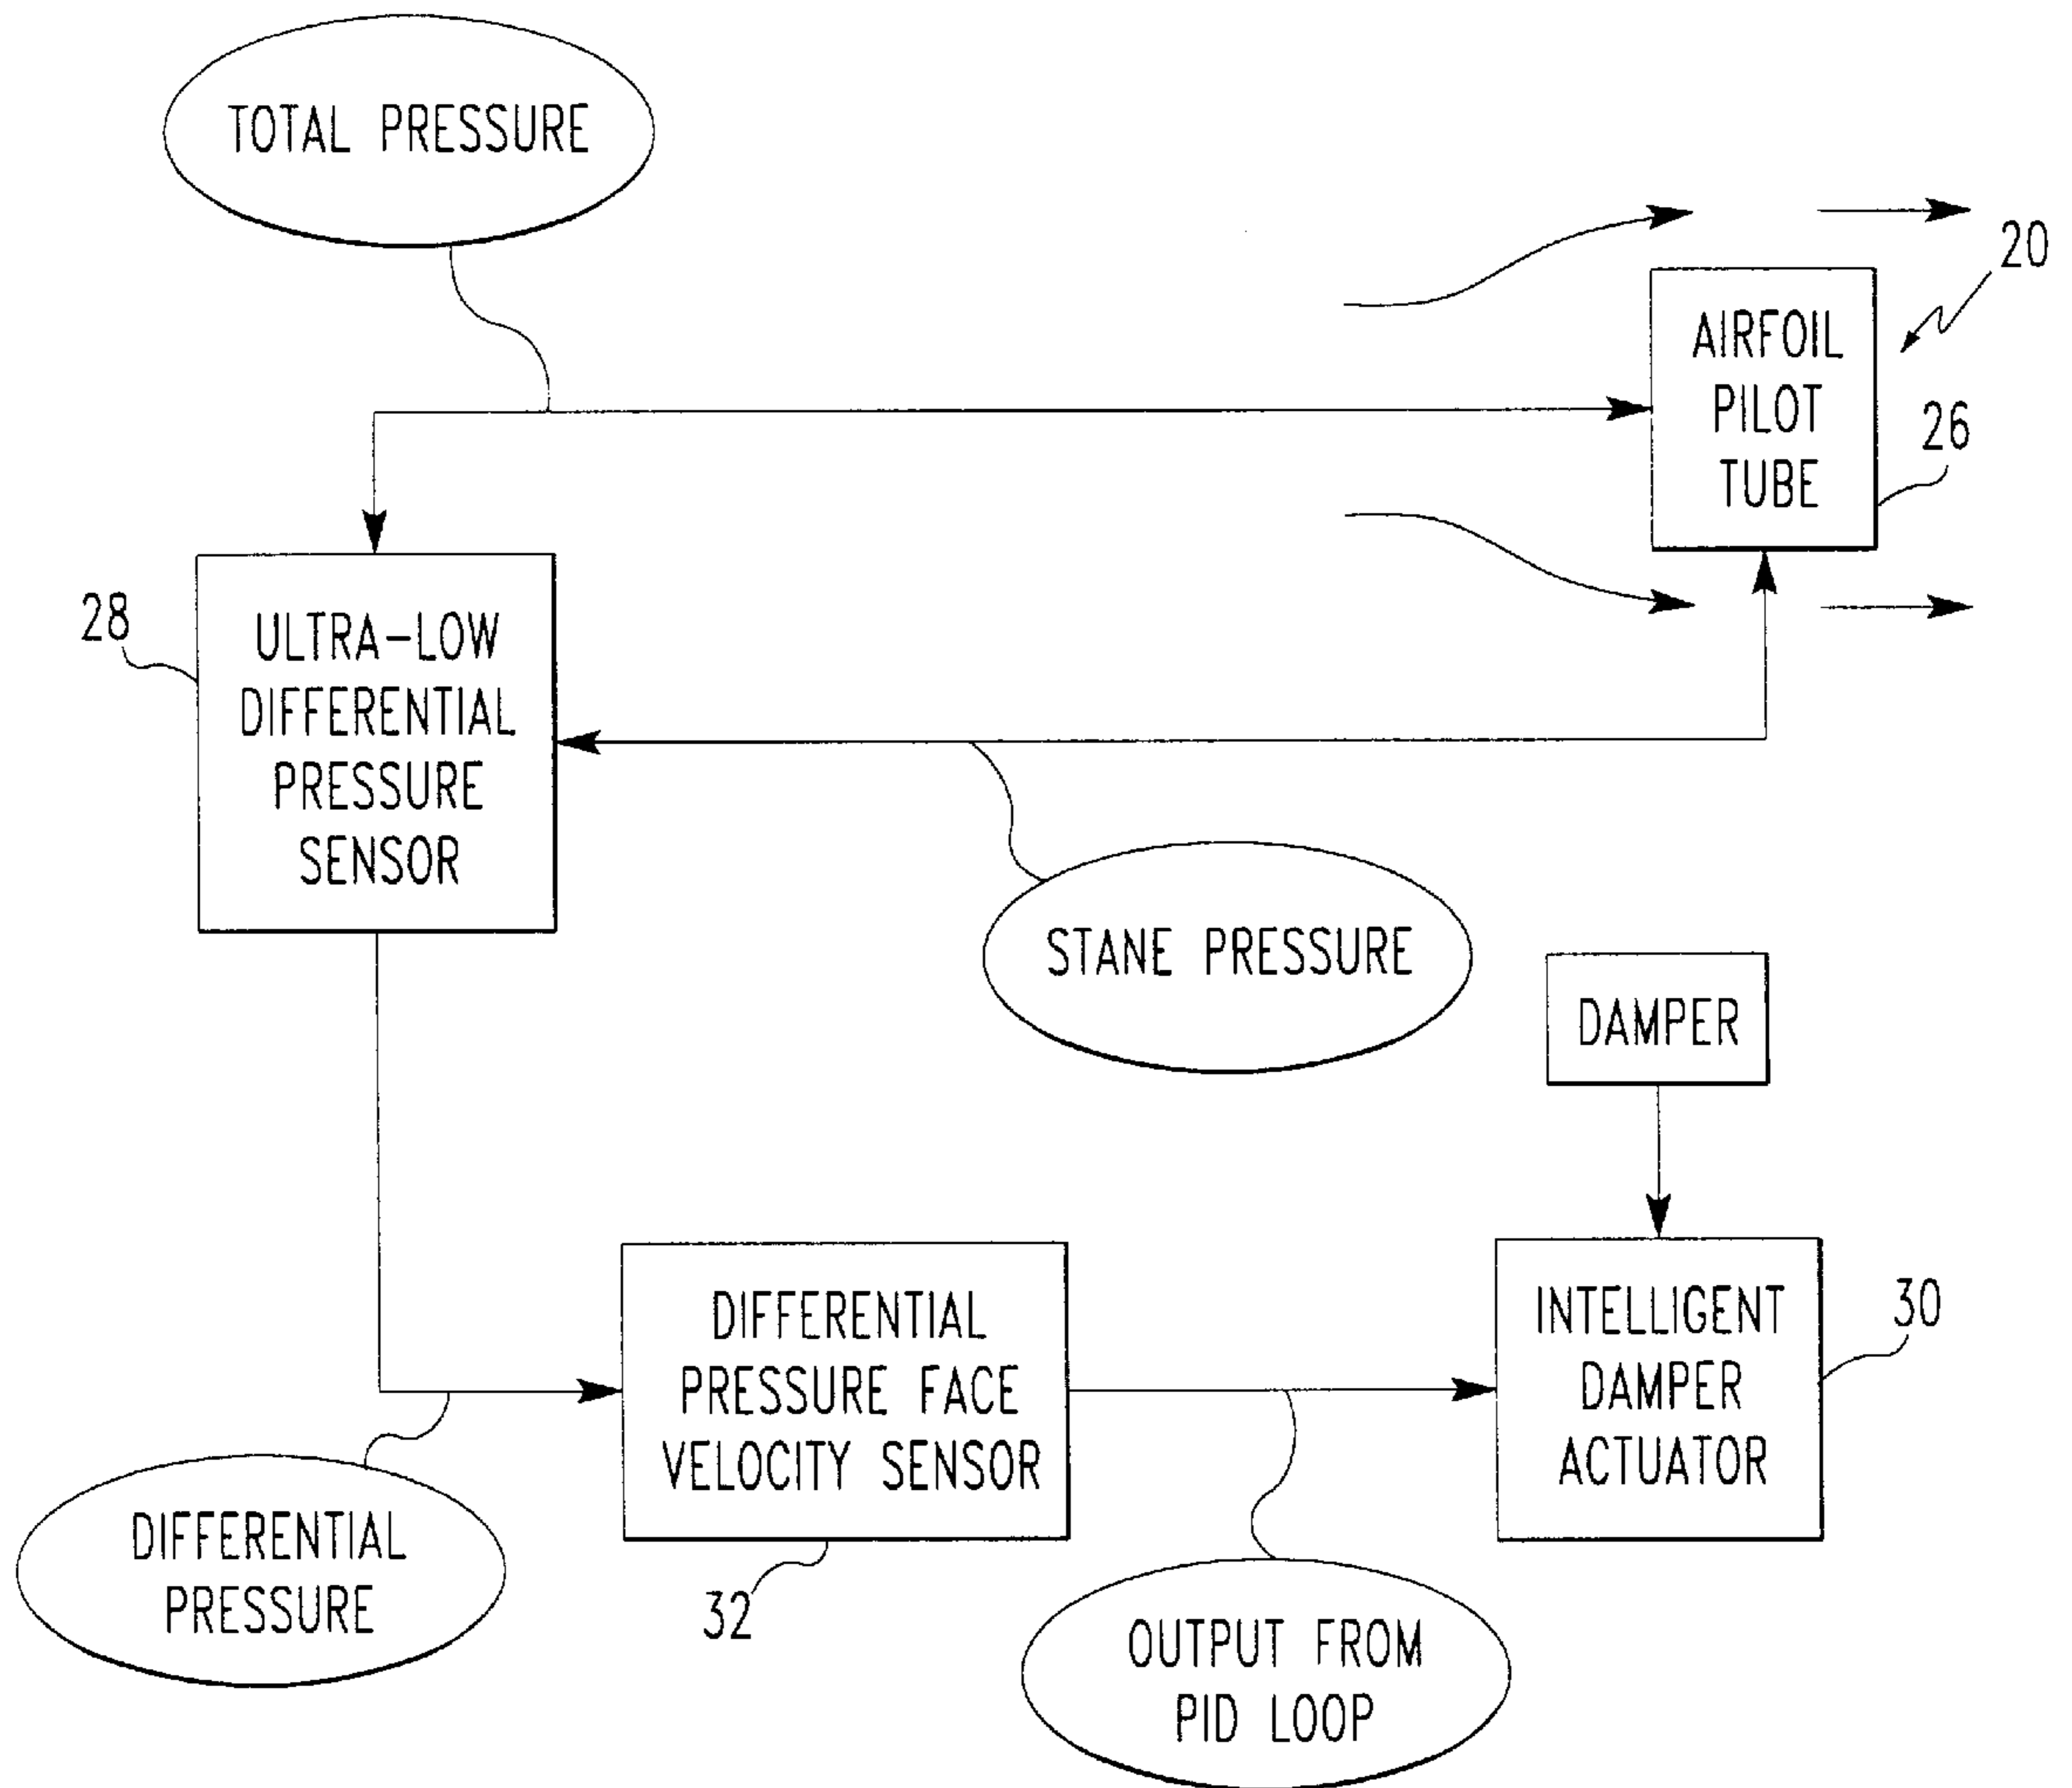 TOTAL PRESSURE
20
AIRFOIL
PILOT
TUBE
26
28
ULTRA-LOW
DIFFERENTIAL
PRESSURE
SENSOR
STANE PRESSURE
DAMPER
DIFFERENTIAL
PRESSURE FACE
VELOCITY SENSOR
32
INTELLIGENT
DAMPER
ACTUATOR
30
DIFFERENTIAL
PRESSURE
OUTPUT FROM
PID LOOP